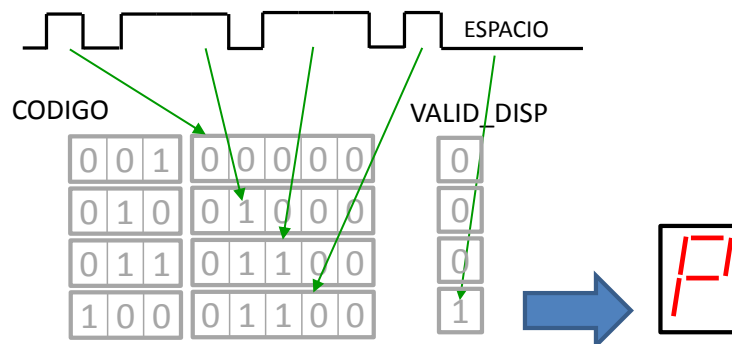 ESPACIO
CODIGO VALID_DISP
0 0 1 0 0 0 0 0 0
0 1 0 0 1 0 0 0 0
0 1 1 0 1 1 0 0 0
1 0 0 0 1 1 0 0 1
P